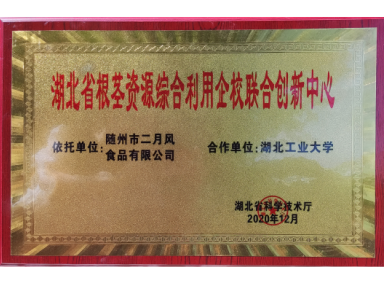 湖北省根茎资源综合利用企校联合创新中心
依托单位:随州市二月风
食品有限公司
合作单位:湖北工业大学
湖北省科学技术厅
2020年12月